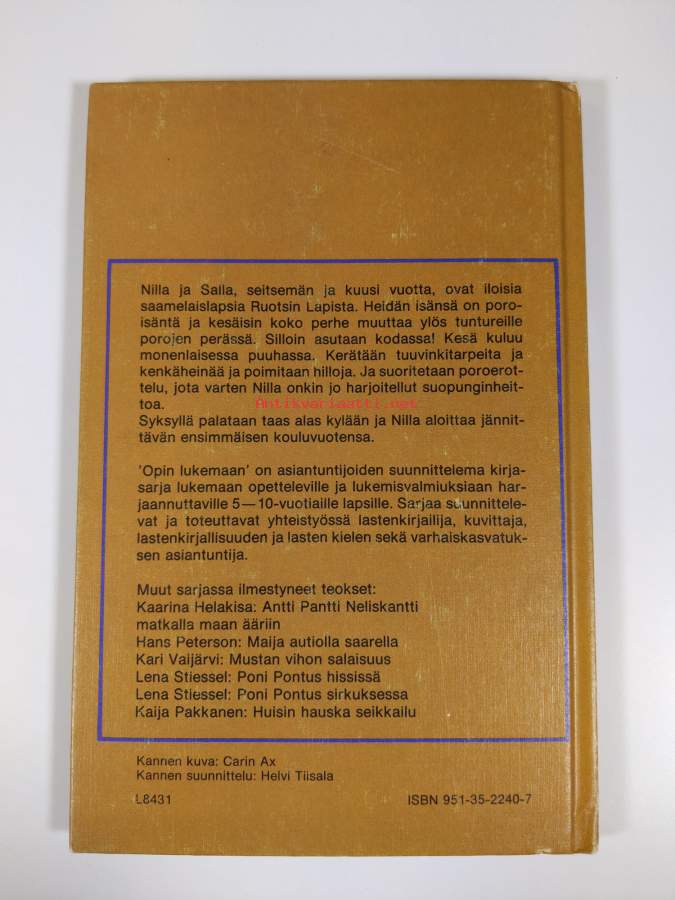 Nilla ja Salla, seitsemän ja kuusi vuotta, ovat iloisia
saamelaislapsia Ruotsin Lapista. Heidän isänsä on poro-
isäntä ja kesäisin koko perhe muuttaa ylös tuntureille
porojen perässä. Silloin asutaan kodassa! Kesä kuluu
monenlaisessa puuhassa. Kerätään tuuvinkitarpeita ja
kenkäheinää ja poimitaan hilloja. Ja suoritetaan poroerot-
telu, jota varten Nilla onkin jo harjoitellut suopunginheit-
toa.
Antikvariaatti.net
Syksyllä palataan taas alas kylään ja Nilla aloittaa jännit-
tävän ensimmäisen kouluvuotensa.
'Opin lukemaan' on asiantuntijoiden suunnittelema kirja-
sarja lukemaan opetteleville ja lukemisvalmiuksiaan har-
jaannuttaville 5—10-vuotiaille lapsille. Sarjaa suunnittele-
vat ja toteuttavat yhteistyössä lastenkirjailija, kuvittaja,
lastenkirjallisuuden ja lasten kielen sekä varhaiskasvatuk-
sen asiantuntija.
Muut sarjassa ilmestyneet teokset:
Kaarina Helakisa: Antti Pantti Neliskantti
matkalla maan ääriin
Hans Peterson: Maija autiolla saarella
Kari Vaijärvi: Mustan vihon salaisuus
Lena Stiessel: Poni Pontus hississä
Lena Stiessel: Poni Pontus sirkuksessa
Kaija Pakkanen: Huisin hauska seikkailu
Kannen kuva: Carin Ax
Kannen suunnittelu: Helvi Tiisala
L8431 ISBN 951-35-2240-7